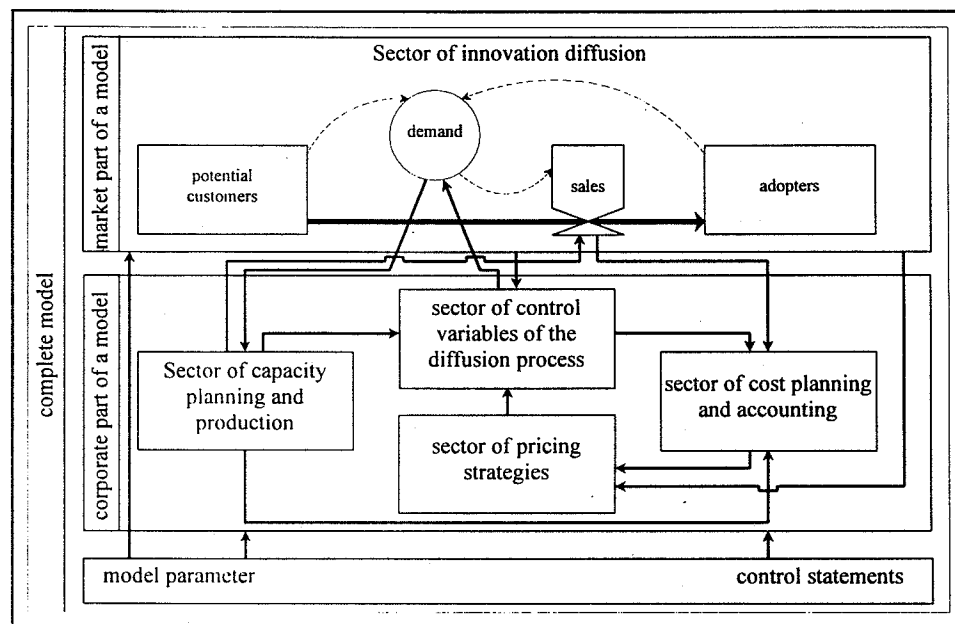 complete model
market part of a model
Sector of innovation diffusion
potential
customers
demand
sales
adopters
corporate part of a model
Sector of capacity
planning and
production
sector of control
variables of the
diffusion process
sector of pricing
strategies
sector of cost planning
and accounting
model parameter
control statements